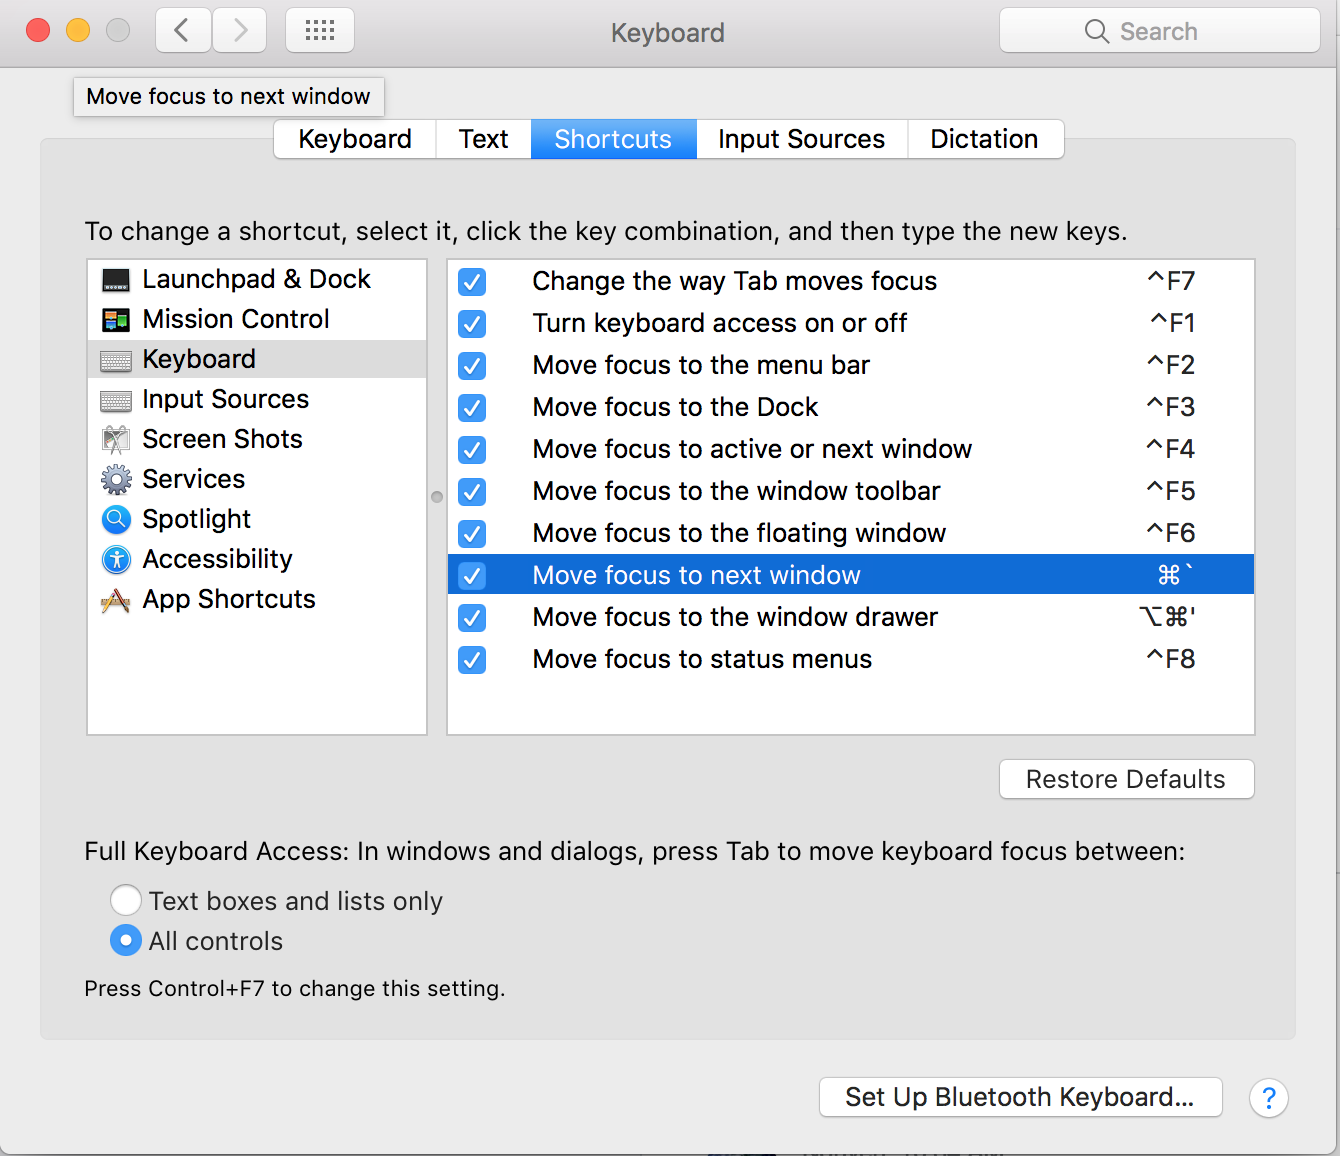 Keyboard
Search
Move focus to next window
Keyboard Text Shortcuts Input Sources Dictation
To change a shortcut, select it, click the key combination, and then type the new keys.
Launchpad & Dock
Mission Control
Keyboard
Input Sources
Screen Shots
Services
Spotlight
Accessibility
App Shortcuts
Change the way Tab moves focus ^F7
Turn keyboard access on or off ^F1
Move focus to the menu bar ^F2
Move focus to the Dock ^F3
Move focus to active or next window ^F4
Move focus to the window toolbar ^F5
Move focus to the floating window ^F6
Move focus to next window ⌘`
Move focus to the window drawer ⌥⌘'
Move focus to status menus ^F8
Restore Defaults
Full Keyboard Access: In windows and dialogs, press Tab to move keyboard focus between:
Text boxes and lists only
All controls
Press Control+F7 to change this setting.
Set Up Bluetooth Keyboard...
?